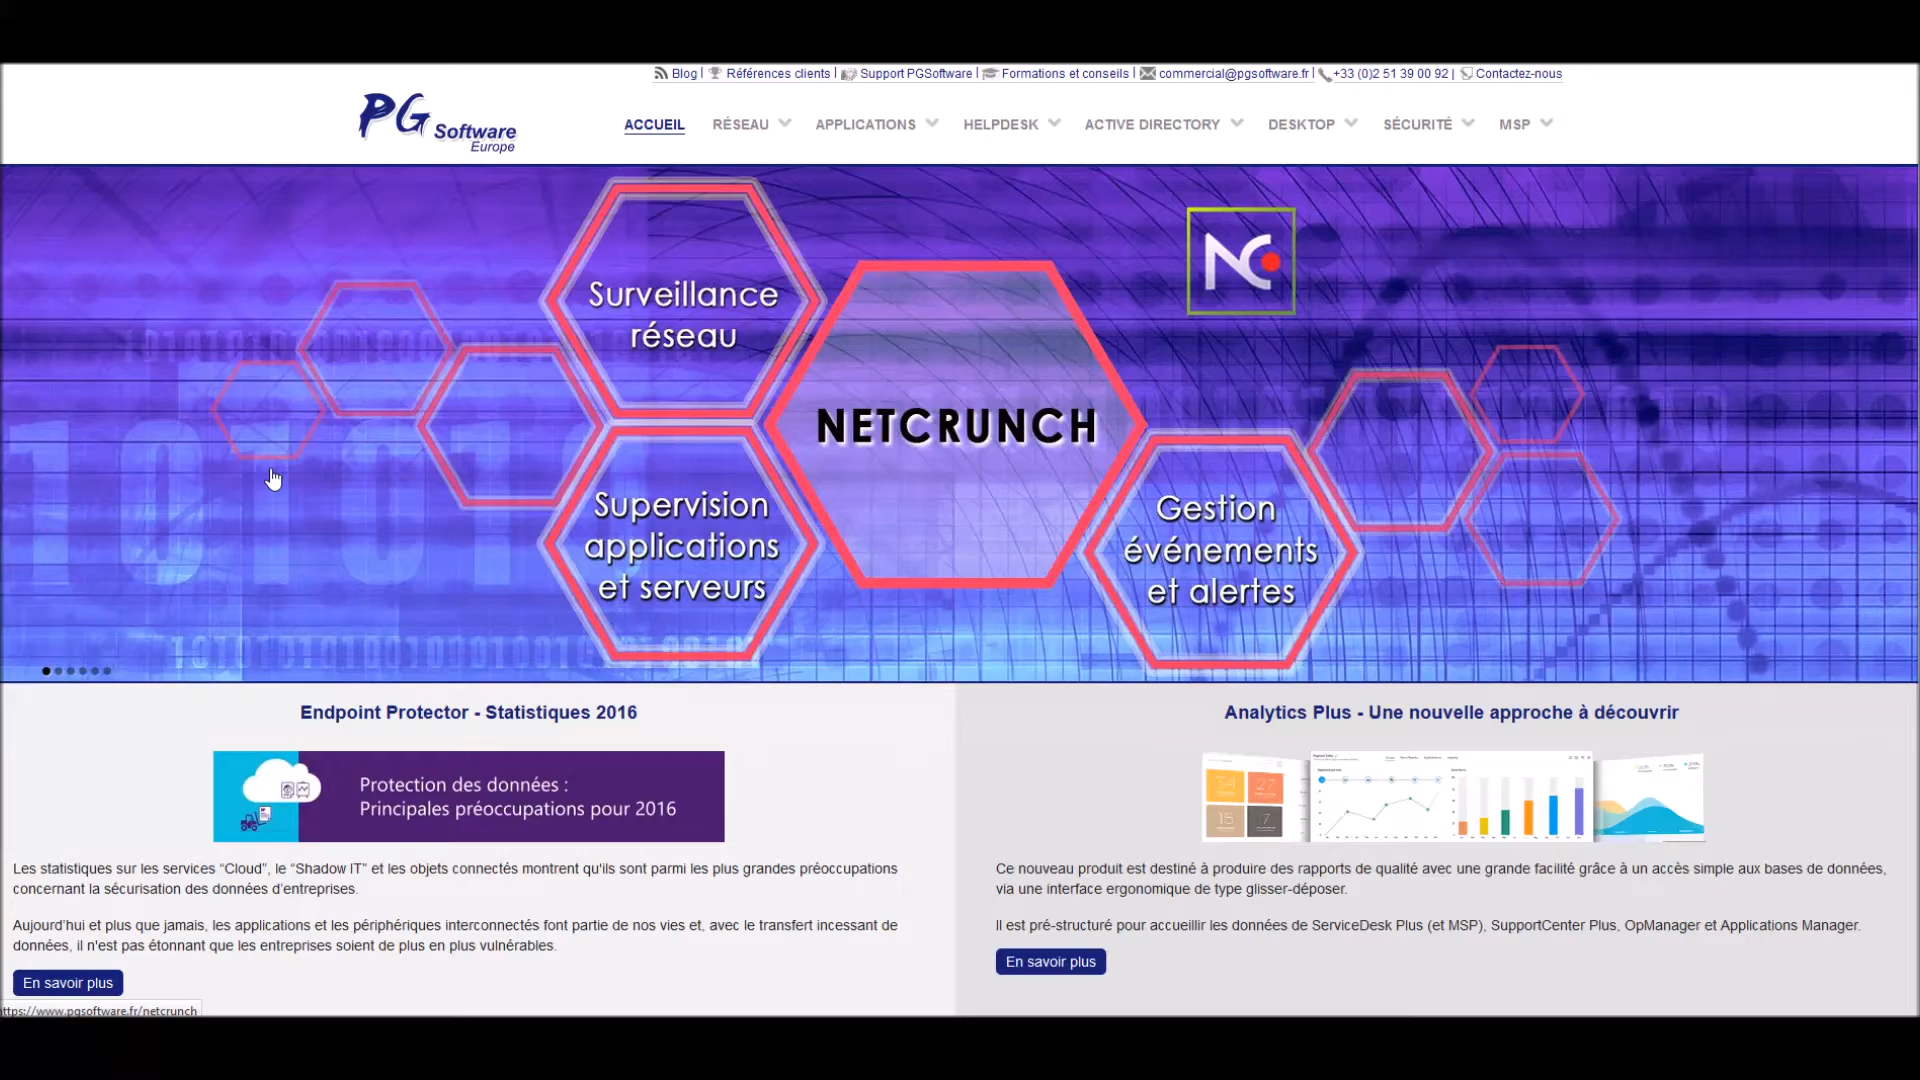 Blog | Références clients | Support PGSoftware | Formations et conseils | commercial@pgsoftware.fr | +33 (0)2 51 39 00 92 | Contactez-nous
PG Software
Europe
ACCUEIL RÉSEAU APPLICATIONS HELPDESK ACTIVE DIRECTORY DESKTOP SÉCURITÉ MSP
NC
Surveillance
réseau
NETCRUNCH
Supervision
applications
et serveurs
Gestion
événements
et alertes
Endpoint Protector - Statistiques 2016
Protection des données :
Principales préoccupations pour 2016
Les statistiques sur les services “Cloud”, le “Shadow IT” et les objets connectés montrent qu'ils sont parmi les plus grandes préoccupations
concernant la sécurisation des données d’entreprises.
Aujourd’hui et plus que jamais, les applications et les périphériques interconnectés font partie de nos vies et, avec le transfert incessant de
données, il n'est pas étonnant que les entreprises soient de plus en plus vulnérables.
En savoir plus
https://www.pgsoftware.fr/netcrunch
Analytics Plus - Une nouvelle approche à découvrir
34 27
15 7
Ce nouveau produit est destiné à produire des rapports de qualité avec une grande facilité grâce à un accès simple aux bases de données,
via une interface ergonomique de type glisser-déposer.
Il est pré-structuré pour accueillir les données de ServiceDesk Plus (et MSP), SupportCenter Plus, OpManager et Applications Manager.
En savoir plus